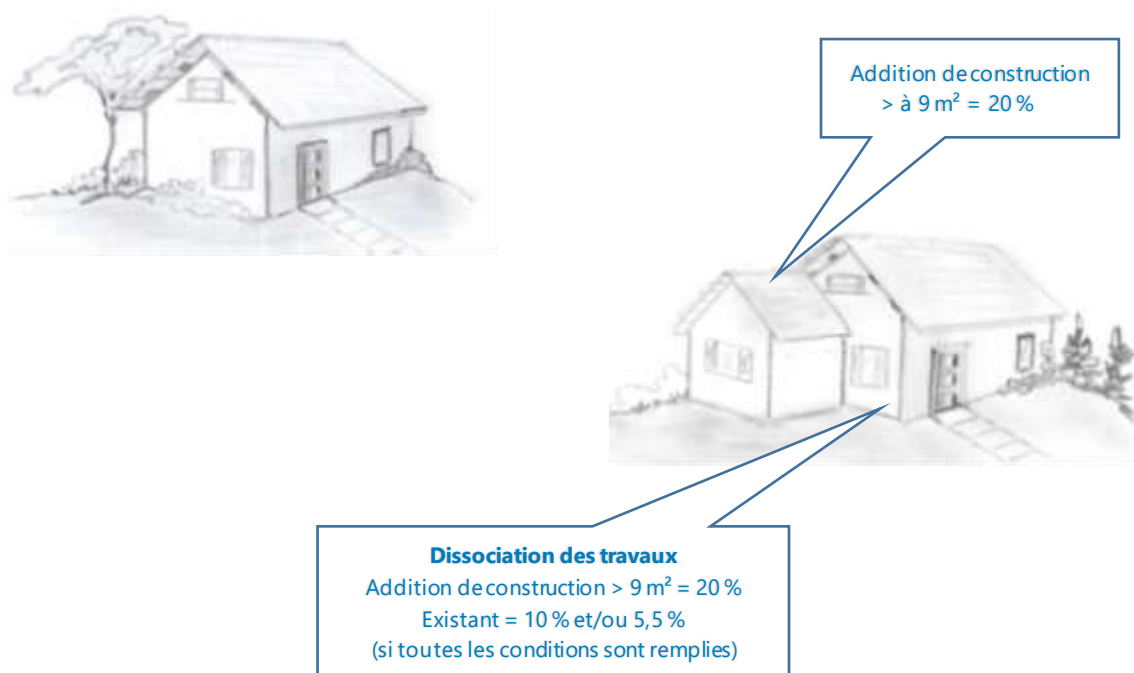 Addition de construction
> à 9 m² = 20 %
Dissociation des travaux
Addition de construction > 9 m² = 20 %
Existant = 10 % et/ou 5,5 %
(si toutes les conditions sont remplies)